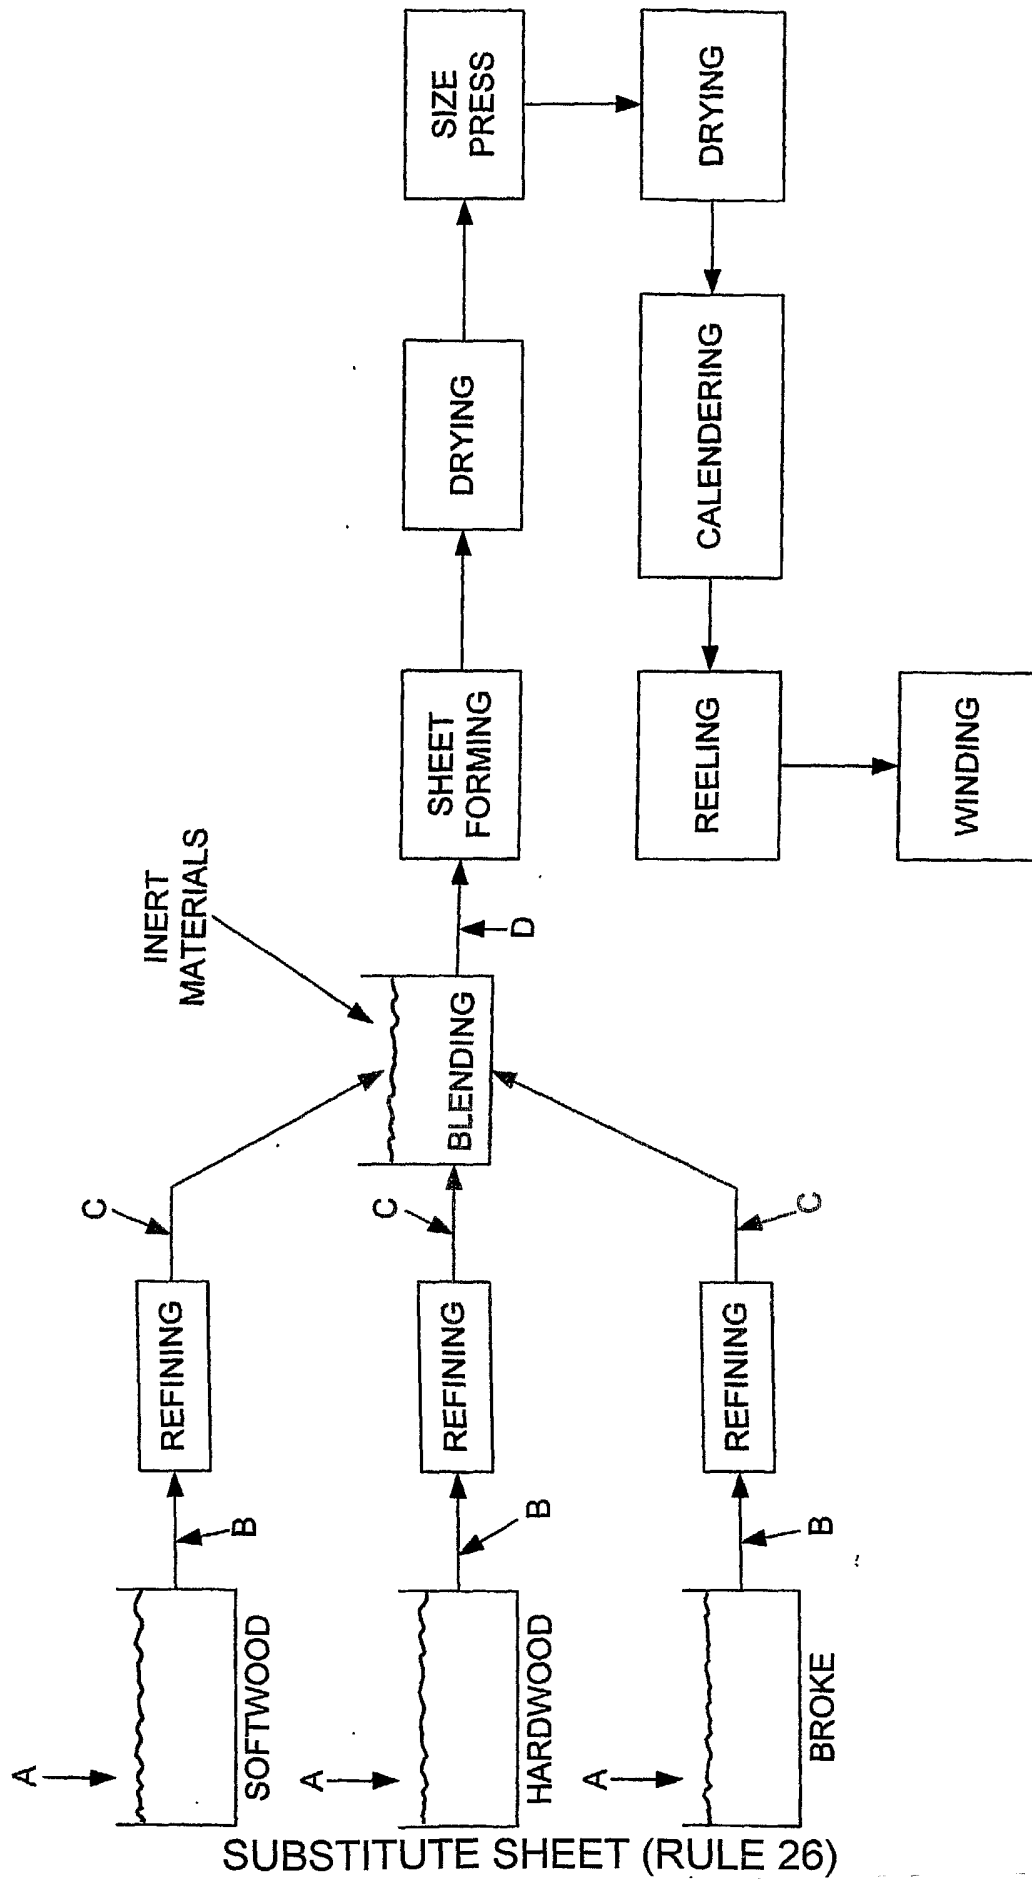 A
SOFTWOOD
B
REFINING
C
A
HARDWOOD
B
REFINING
C
A
BROKE
B
REFINING
C
INERT
MATERIALS
BLENDING
D
SHEET
FORMING
DRYING
SIZE
PRESS
DRYING
CALENDERING
REELING
WINDING
SUBSTITUTE SHEET (RULE 26)